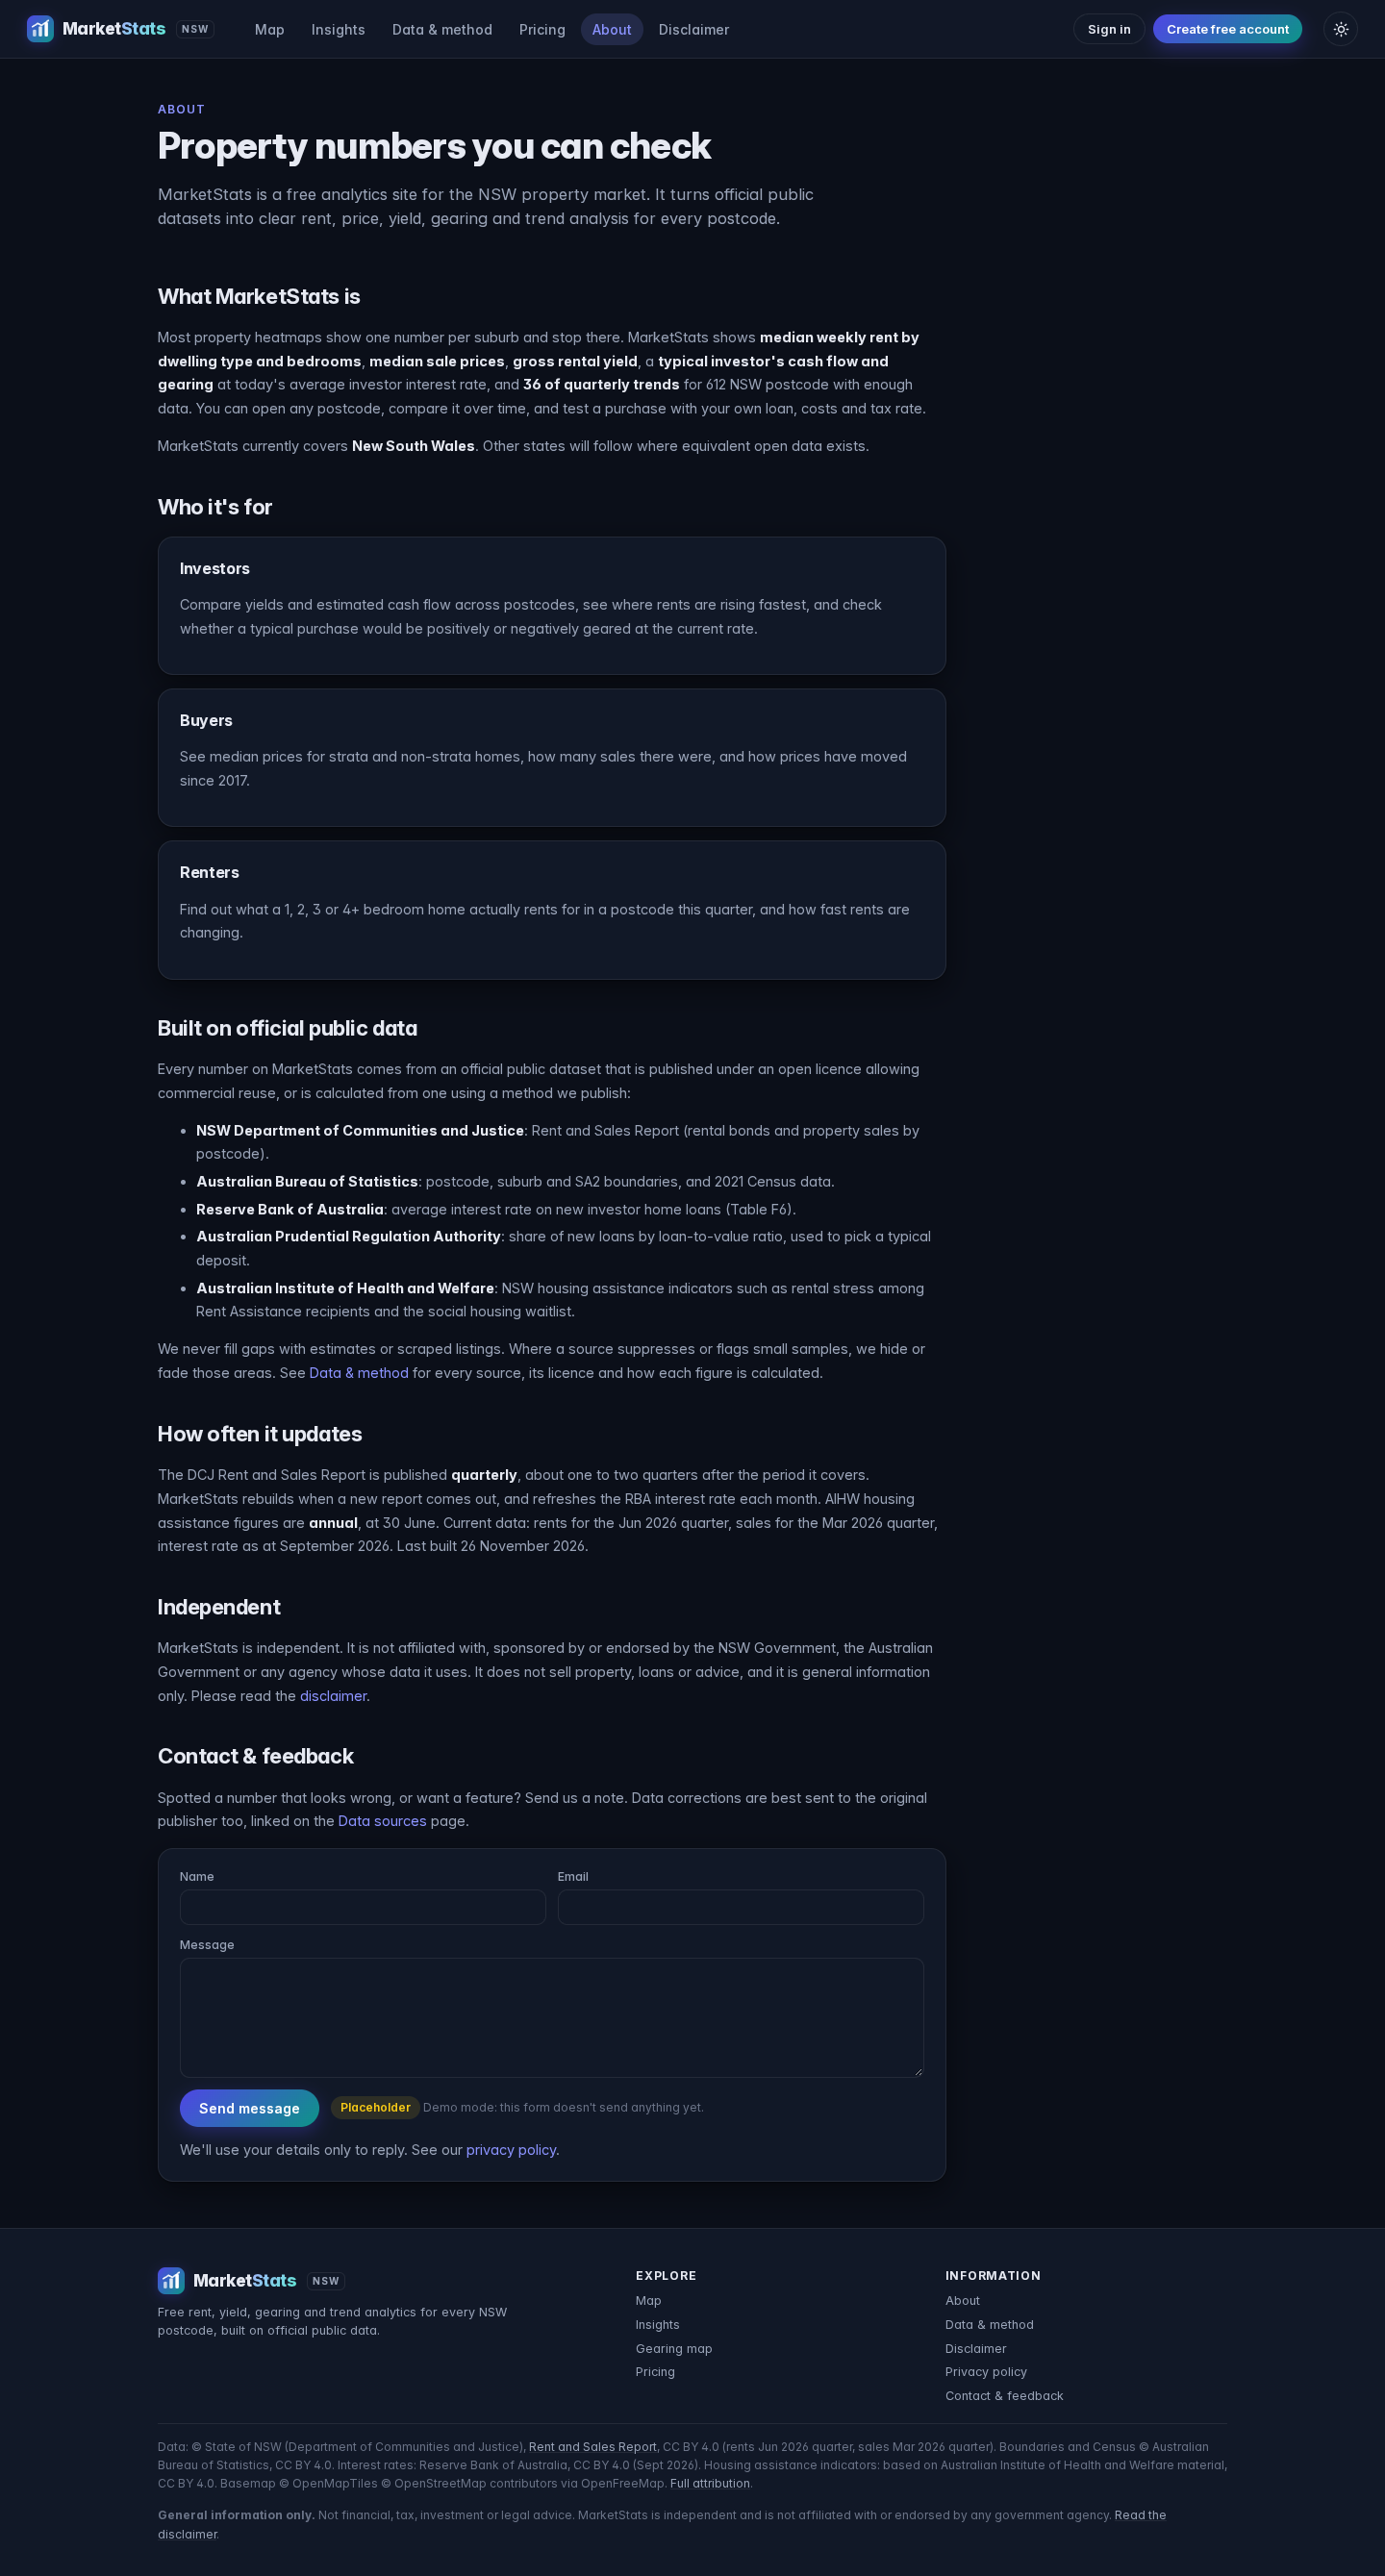 MarketStats NSW Map Insights Data & method Pricing About Disclaimer Sign in Create free account
ABOUT
Property numbers you can check
MarketStats is a free analytics site for the NSW property market. It turns official public
datasets into clear rent, price, yield, gearing and trend analysis for every postcode.
What MarketStats is
Most property heatmaps show one number per suburb and stop there. MarketStats shows median weekly rent by
dwelling type and bedrooms, median sale prices, gross rental yield, a typical investor's cash flow and
gearing at today's average investor interest rate, and 36 of quarterly trends for 612 NSW postcode with enough
data. You can open any postcode, compare it over time, and test a purchase with your own loan, costs and tax rate.
MarketStats currently covers New South Wales. Other states will follow where equivalent open data exists.
Who it's for
Investors
Compare yields and estimated cash flow across postcodes, see where rents are rising fastest, and check
whether a typical purchase would be positively or negatively geared at the current rate.
Buyers
See median prices for strata and non-strata homes, how many sales there were, and how prices have moved
since 2017.
Renters
Find out what a 1, 2, 3 or 4+ bedroom home actually rents for in a postcode this quarter, and how fast rents are
changing.
Built on official public data
Every number on MarketStats comes from an official public dataset that is published under an open licence allowing
commercial reuse, or is calculated from one using a method we publish:
• NSW Department of Communities and Justice: Rent and Sales Report (rental bonds and property sales by
postcode).
• Australian Bureau of Statistics: postcode, suburb and SA2 boundaries, and 2021 Census data.
• Reserve Bank of Australia: average interest rate on new investor home loans (Table F6).
• Australian Prudential Regulation Authority: share of new loans by loan-to-value ratio, used to pick a typical
deposit.
• Australian Institute of Health and Welfare: NSW housing assistance indicators such as rental stress among
Rent Assistance recipients and the social housing waitlist.
We never fill gaps with estimates or scraped listings. Where a source suppresses or flags small samples, we hide or
fade those areas. See Data & method for every source, its licence and how each figure is calculated.
How often it updates
The DCJ Rent and Sales Report is published quarterly, about one to two quarters after the period it covers.
MarketStats rebuilds when a new report comes out, and refreshes the RBA interest rate each month. AIHW housing
assistance figures are annual, at 30 June. Current data: rents for the Jun 2026 quarter, sales for the Mar 2026 quarter,
interest rate as at September 2026. Last built 26 November 2026.
Independent
MarketStats is independent. It is not affiliated with, sponsored by or endorsed by the NSW Government, the Australian
Government or any agency whose data it uses. It does not sell property, loans or advice, and it is general information
only. Please read the disclaimer.
Contact & feedback
Spotted a number that looks wrong, or want a feature? Send us a note. Data corrections are best sent to the original
publisher too, linked on the Data sources page.
Name Email
Message
Send message Placeholder Demo mode: this form doesn't send anything yet.
We'll use your details only to reply. See our privacy policy.
MarketStats NSW
Free rent, yield, gearing and trend analytics for every NSW
postcode, built on official public data.
EXPLORE
Map
Insights
Gearing map
Pricing
INFORMATION
About
Data & method
Disclaimer
Privacy policy
Contact & feedback
Data: © State of NSW (Department of Communities and Justice), Rent and Sales Report, CC BY 4.0 (rents Jun 2026 quarter, sales Mar 2026 quarter). Boundaries and Census © Australian
Bureau of Statistics, CC BY 4.0. Interest rates: Reserve Bank of Australia, CC BY 4.0 (Sept 2026). Housing assistance indicators: based on Australian Institute of Health and Welfare material,
CC BY 4.0. Basemap © OpenMapTiles © OpenStreetMap contributors via OpenFreeMap. Full attribution.
General information only. Not financial, tax, investment or legal advice. MarketStats is independent and is not affiliated with or endorsed by any government agency. Read the
disclaimer.